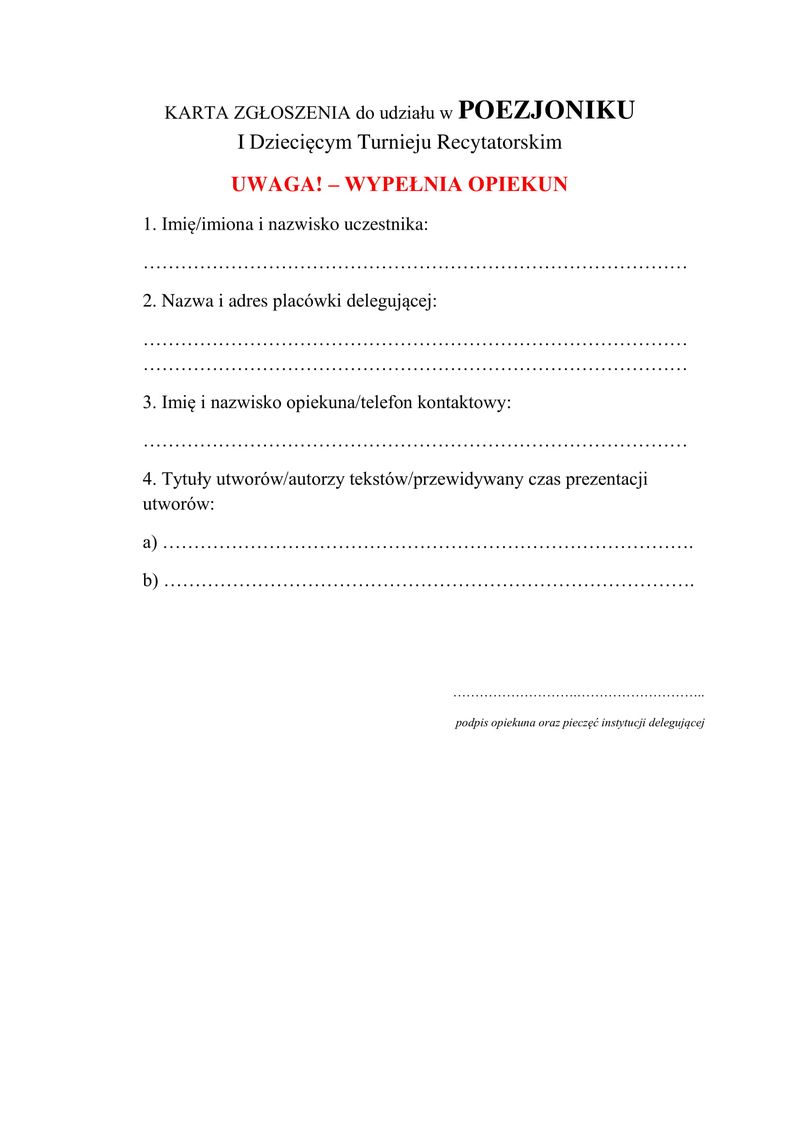 KARTA ZGŁOSZENIA do udziału w POEZJONIKU
I Dziecięcym Turnieju Recytatorskim
UWAGA! – WYPEŁNIA OPIEKUN
1. Imię/imiona i nazwisko uczestnika:
……………………………………………………………………………
2. Nazwa i adres placówki delegującej:
……………………………………………………………………………
……………………………………………………………………………
3. Imię i nazwisko opiekuna/telefon kontaktowy:
……………………………………………………………………………
4. Tytuły utworów/autorzy tekstów/przewidywany czas prezentacji
utworów:
a) ………………………………………………………………………….
b) ………………………………………………………………………….
……………………….………………………..
podpis opiekuna oraz pieczęć instytucji delegującej